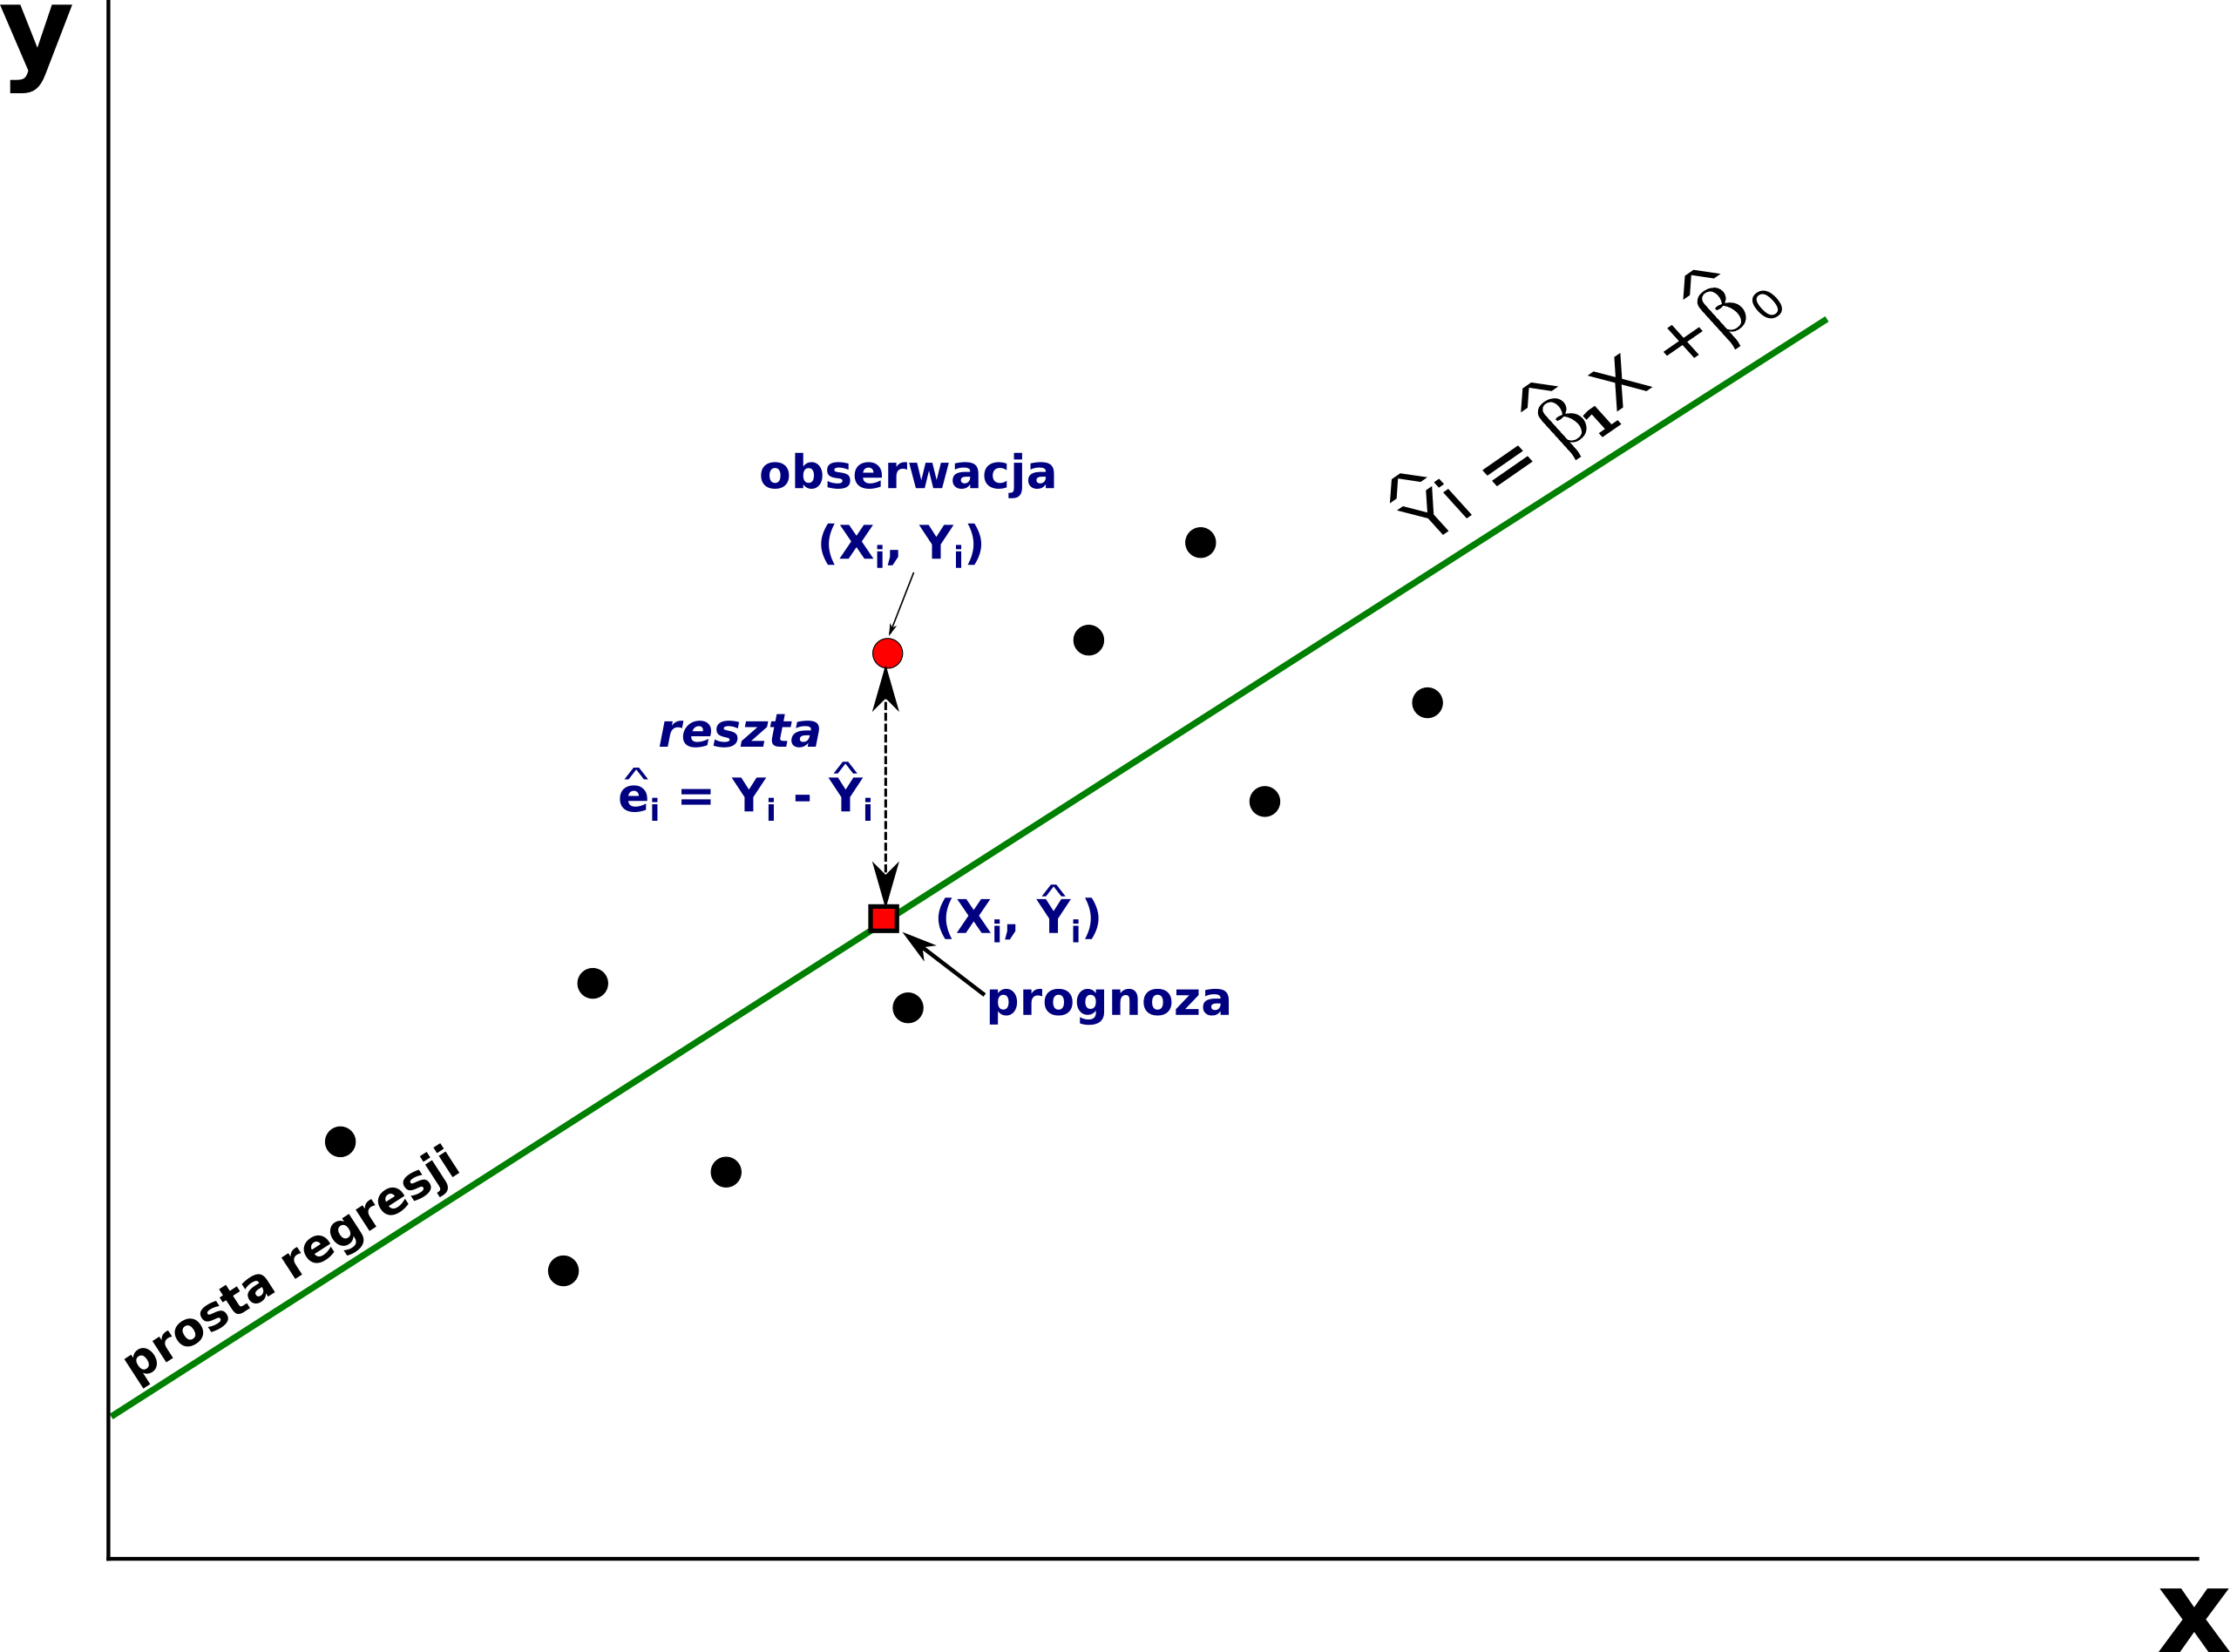 y
Ŷi = β̂₁X + β̂₀
obserwacja
(Xᵢ, Yᵢ)
reszta
êᵢ = Yᵢ - Ŷᵢ
(Xᵢ, Ŷᵢ)
prognoza
prosta regresji
x